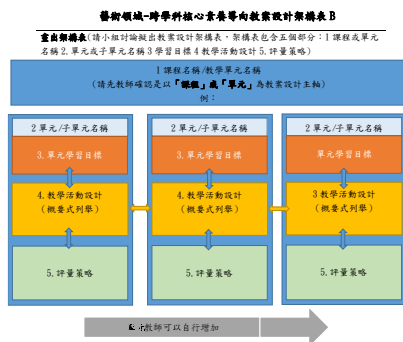 藝術領域-跨學科核心素養導向教案設計架構表 B
畫出架構表(請小組討論擬出教案設計架構表，架構表包含五個部分：1 課程或單元
名稱 2.單元或子單元名稱 3 學習目標 4 教學活動設計 5.評量策略)
1 課程名稱/教學單元名稱
(請先教師確認是以「課程」或「單元」為教案設計主軸)
例：
2 單元/子單元名稱
3.單元學習目標
4.教學活動設計
(概要式列舉)
5.評量策略
2 單元/子單元名稱
3.單元學習目標
4.教學活動設計
(概要式列舉)
5.評量策略
2 單元/子單元名稱
單元學習目標
3 教學活動設計
(概要式列舉)
5.評量策略
教師可以自行增加